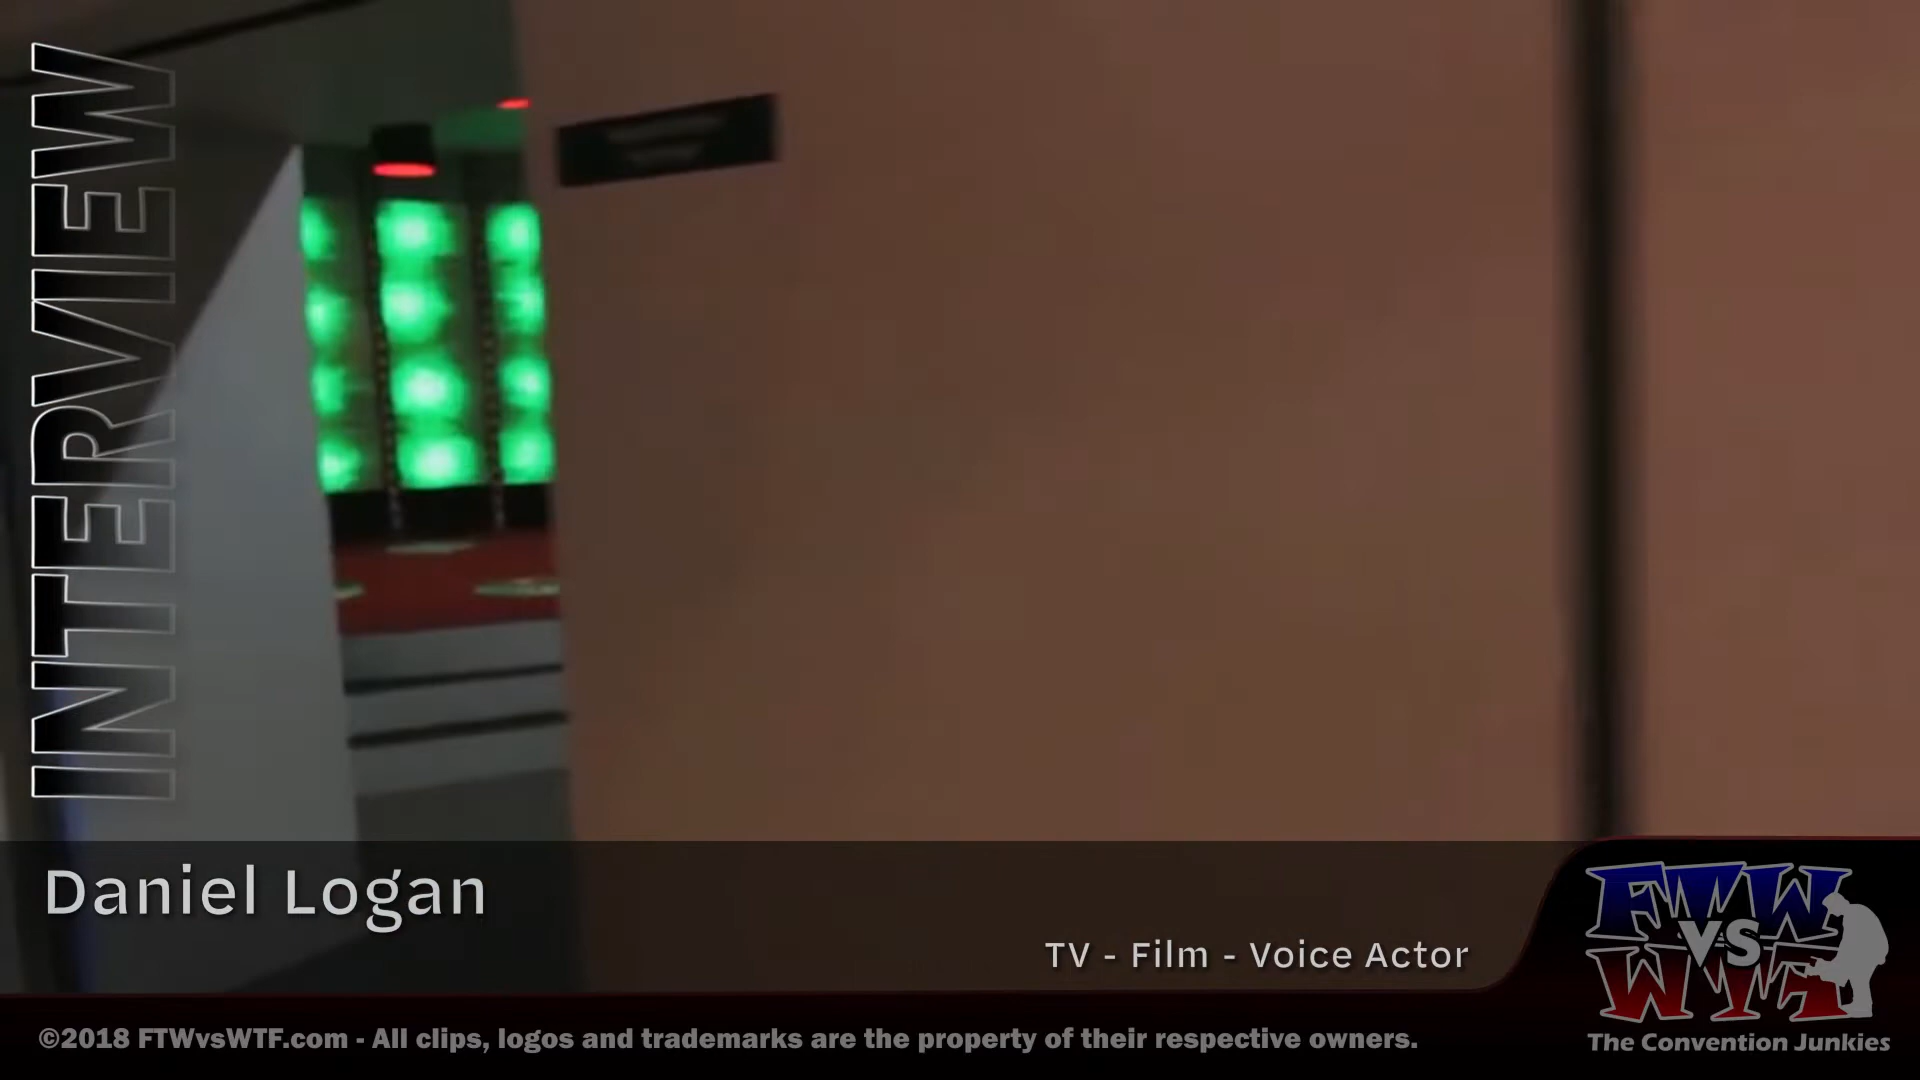 INTERVIEW
Daniel Logan
TV - Film - Voice Actor
FTW
VS
WTF
The Convention Junkies
©2018 FTWvsWTF.com - All clips, logos and trademarks are the property of their respective owners.